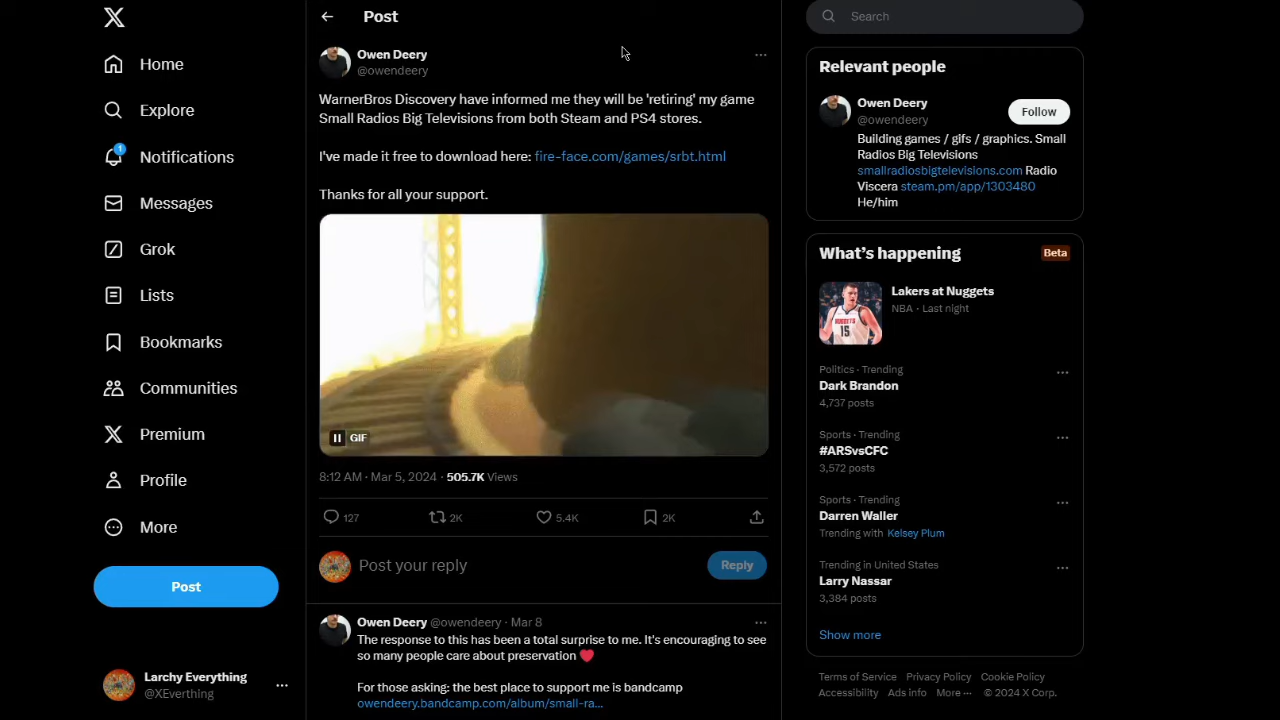 Home
Explore
1
Notifications
Messages
Grok
Lists
Bookmarks
Communities
Premium
Profile
More
Post
Larchy Everything
@XEverthing
Post
Owen Deery
@owendeery
WarnerBros Discovery have informed me they will be 'retiring' my game
Small Radios Big Televisions from both Steam and PS4 stores.
I've made it free to download here: fire-face.com/games/srbt.html
Thanks for all your support.
GIF
8:12 AM · Mar 5, 2024 · 505.7K Views
127
2K
5.4K
2K
Post your reply
Reply
Owen Deery @owendeery · Mar 8
The response to this has been a total surprise to me. It's encouraging to see
so many people care about preservation ❤️
For those asking: the best place to support me is bandcamp
owendeery.bandcamp.com/album/small-ra...
Search
Relevant people
Owen Deery
@owendeery
Follow
Building games / gifs / graphics. Small
Radios Big Televisions
smallradiosbigtelevisions.com Radio
Viscera steam.pm/app/1303480
He/him
What's happening
Beta
Lakers at Nuggets
NBA · Last night
Politics · Trending
Dark Brandon
4,737 posts
Sports · Trending
#ARSvsCFC
3,572 posts
Sports · Trending
Darren Waller
Trending with Kelsey Plum
Trending in United States
Larry Nassar
3,384 posts
Show more
Terms of Service Privacy Policy Cookie Policy
Accessibility Ads info More ··· © 2024 X Corp.